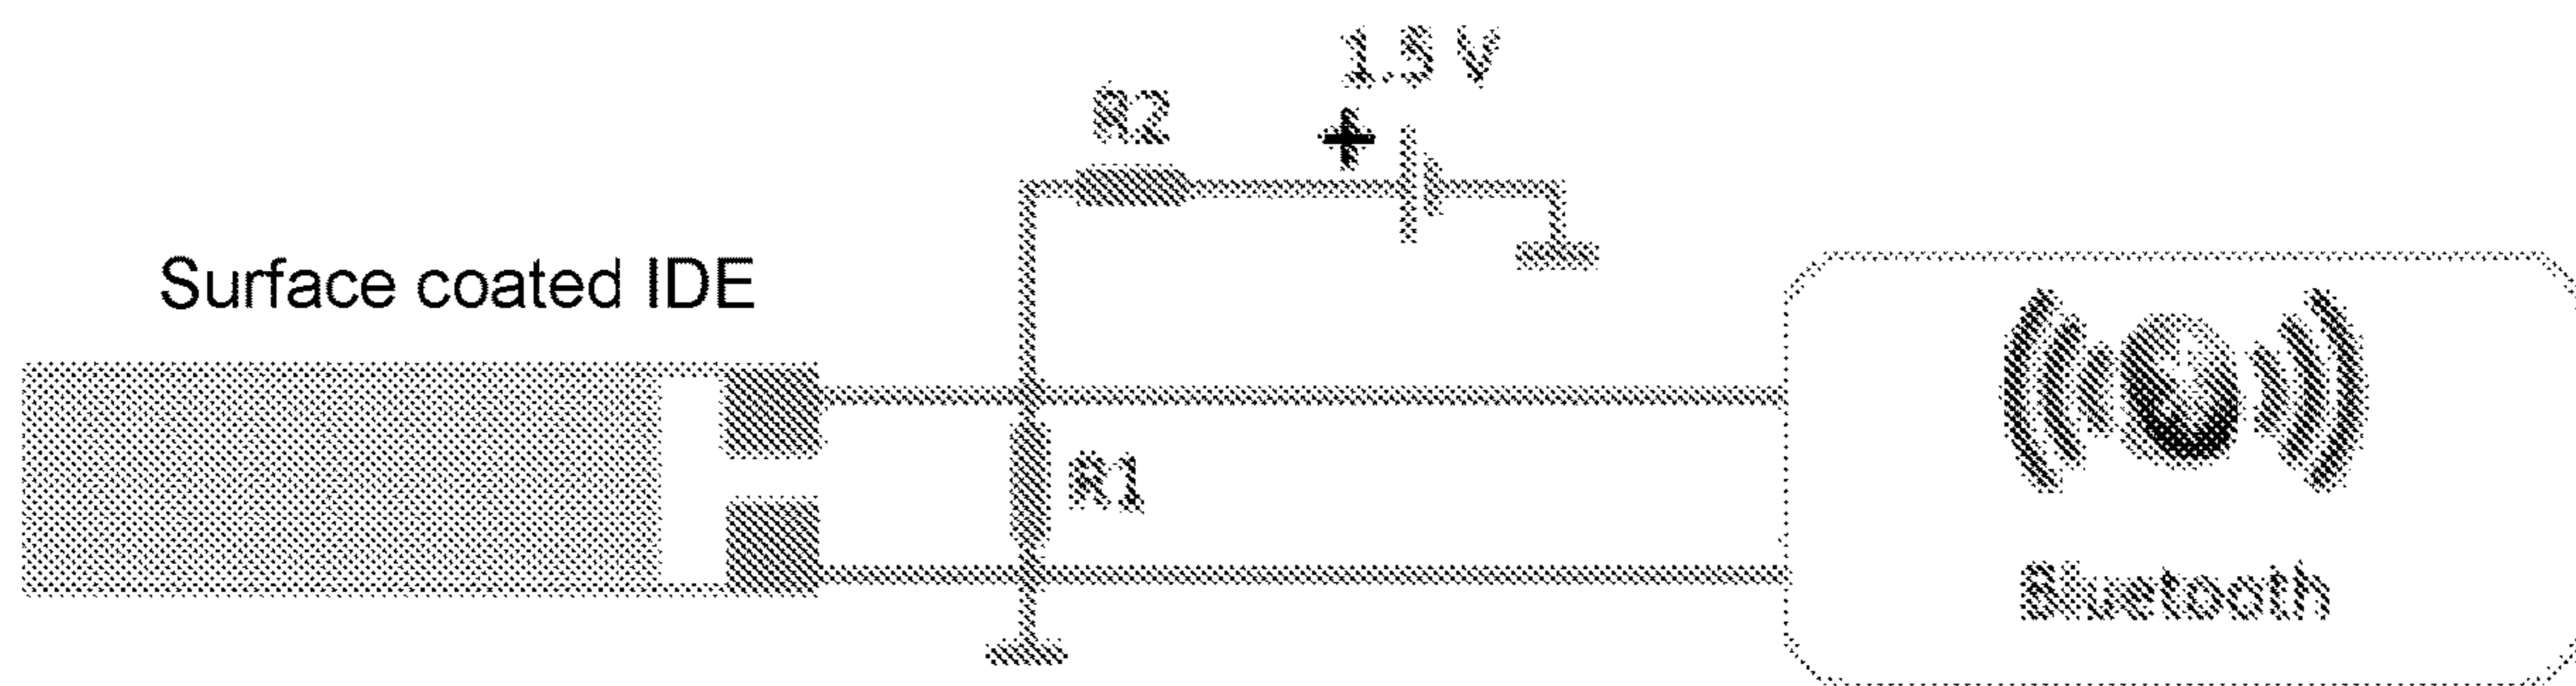 1.5 V
R2
+
Surface coated IDE
R1
Bluetooth